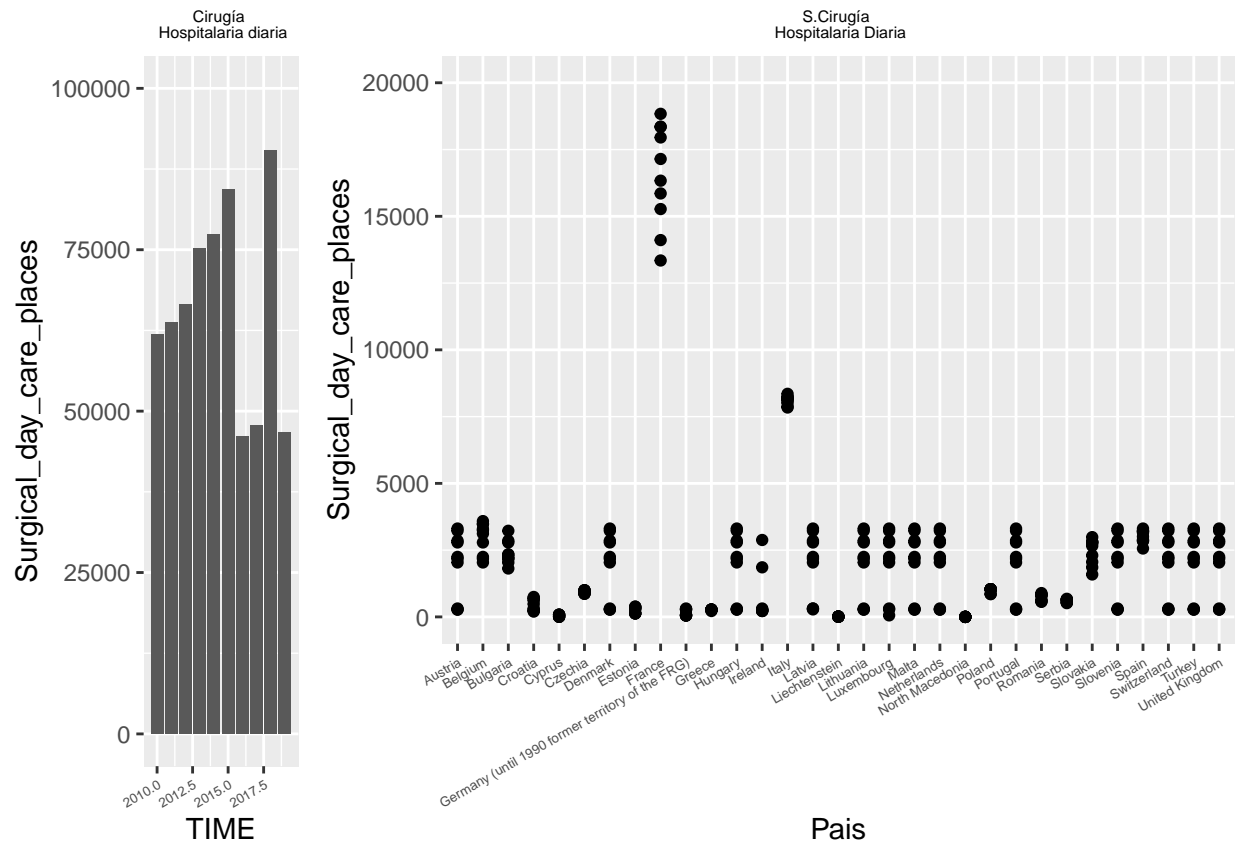 Cirugía
Hospitalaria diaria
Surgical_day_care_places
100000
75000
50000
25000
0
2010.0
2012.5
2015.0
2017.5
TIME
S.Cirugía
Hospitalaria Diaria
Surgical_day_care_places
20000
15000
10000
5000
0
Austria
Belgium
Bulgaria
Croatia
Cyprus
Czechia
Denmark
Estonia
France
Germany (until 1990 former territory of the FRG)
Greece
Hungary
Ireland
Italy
Latvia
Liechtenstein
Lithuania
Luxembourg
Malta
Netherlands
North Macedonia
Poland
Portugal
Romania
Serbia
Slovakia
Slovenia
Spain
Switzerland
Turkey
United Kingdom
Pais